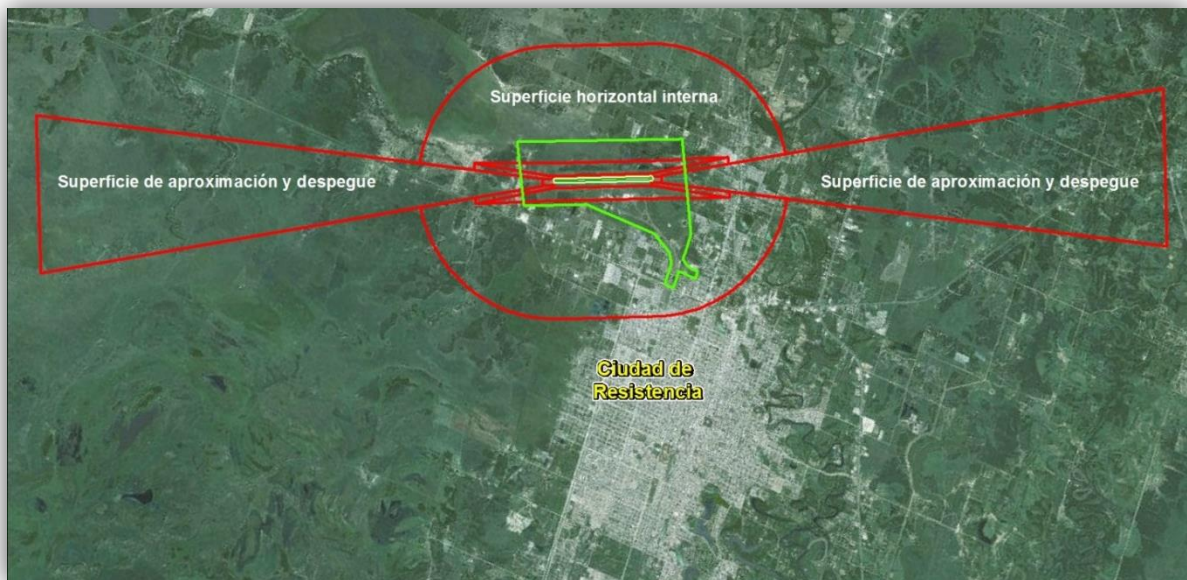 Superficie horizontal interna
Superficie de aproximación y despegue
Superficie de aproximación y despegue
Ciudad de
Resistencia